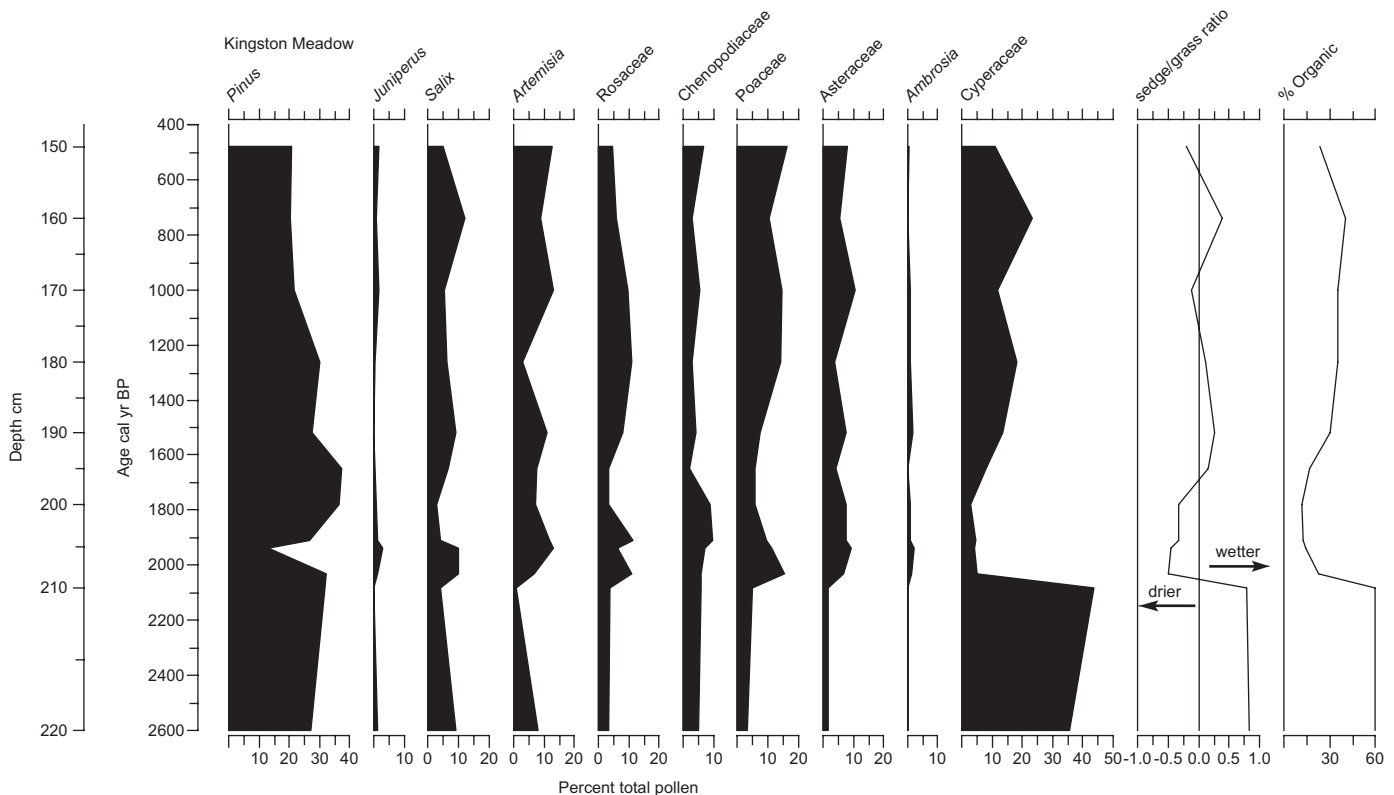 Kingston Meadow
Pinus
Juniperus
Salix
Artemisia
Rosaceae
Chenopodiaceae
Poaceae
Asteraceae
Ambrosia
Cyperaceae
sedge/grass ratio
% Organic
Depth cm
150
160
170
180
190
200
210
220
Age cal yr BP
400
600
800
1000
1200
1400
1600
1800
2000
2200
2400
2600
wetter
drier
10 20 30 40
10
0 10 20
0 10 20
0 10 20
0 10
0 10 20
0 10 20
10
0 10 20 30 40 50
-1.0 -0.5 0.0 0.5 1.0
30 60
Percent total pollen